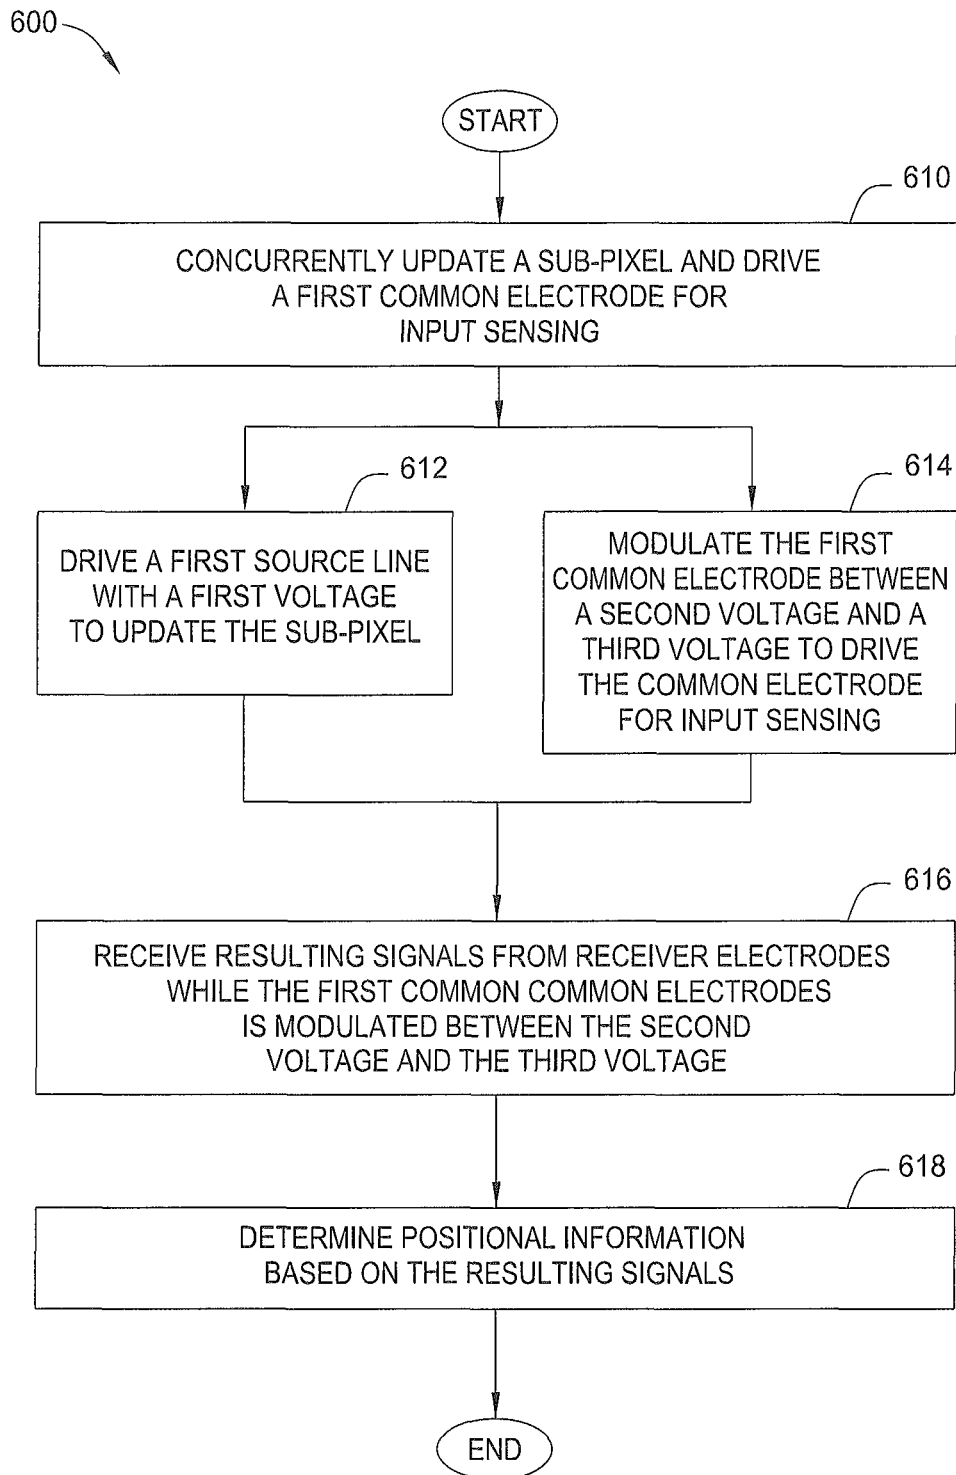 600
START
610
CONCURRENTLY UPDATE A SUB-PIXEL AND DRIVE
A FIRST COMMON ELECTRODE FOR
INPUT SENSING
612
DRIVE A FIRST SOURCE LINE
WITH A FIRST VOLTAGE
TO UPDATE THE SUB-PIXEL
614
MODULATE THE FIRST
COMMON ELECTRODE BETWEEN
A SECOND VOLTAGE AND A
THIRD VOLTAGE TO DRIVE
THE COMMON ELECTRODE
FOR INPUT SENSING
616
RECEIVE RESULTING SIGNALS FROM RECEIVER ELECTRODES
WHILE THE FIRST COMMON COMMON ELECTRODES
IS MODULATED BETWEEN THE SECOND
VOLTAGE AND THE THIRD VOLTAGE
618
DETERMINE POSITIONAL INFORMATION
BASED ON THE RESULTING SIGNALS
END